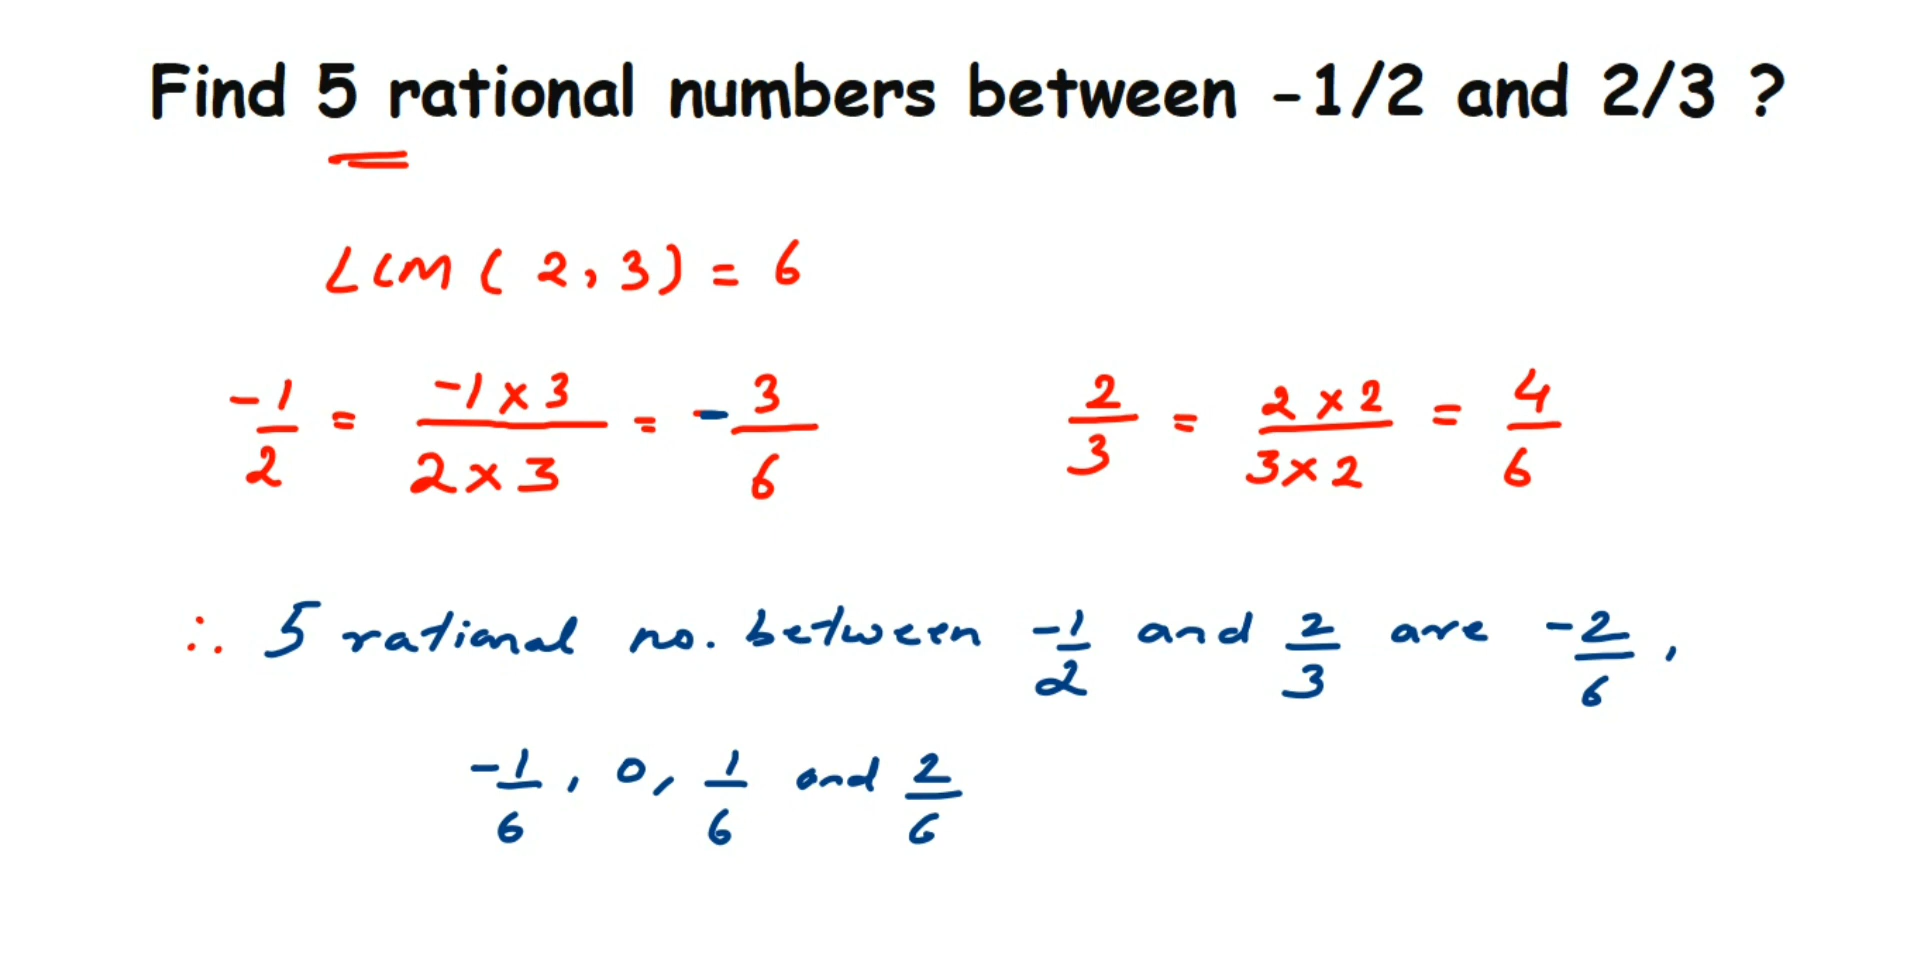 Find 5 rational numbers between -1/2 and 2/3 ?
LCM ( 2, 3) = 6
-1/2 = -1 x 3/2 x 3 = -3/6 2/3 = 2 x 2/3 x 2 = 4/6
∴ 5 rational no. between -1/2 and 2/3 are -2/6,
-1/6, 0, 1/6 and 2/6